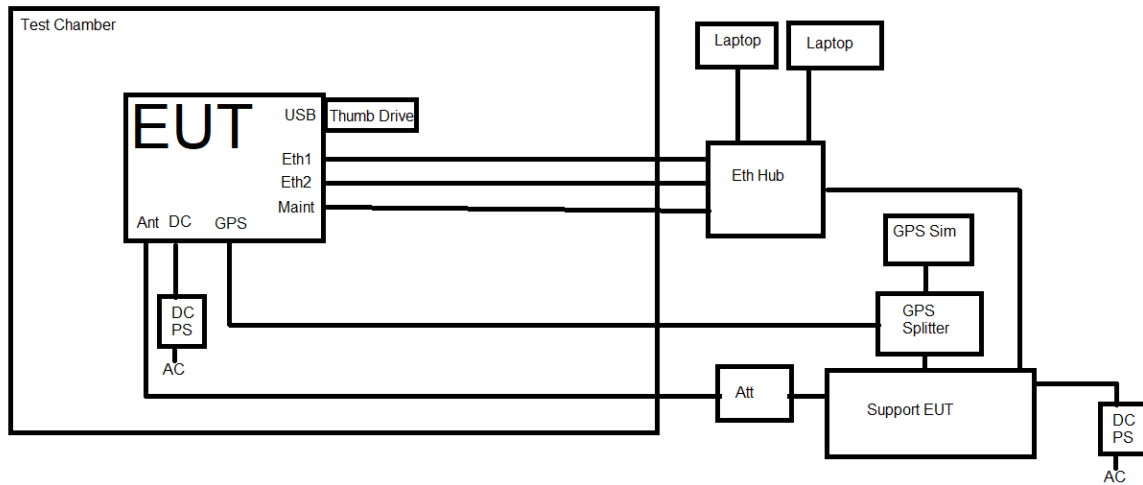 Test Chamber
Laptop
Laptop
EUT
USB
Thumb Drive
Eth1
Eth2
Maint
Ant
DC
GPS
Eth Hub
GPS Sim
GPS
Splitter
DC
PS
AC
Att
Support EUT
DC
PS
AC